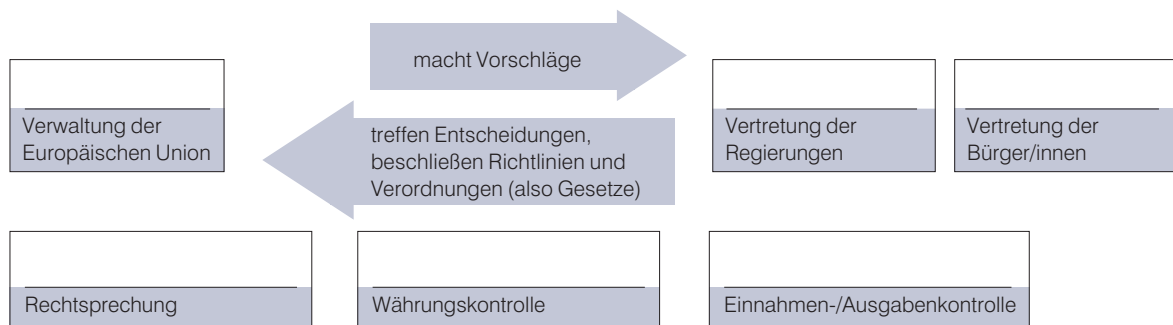 macht Vorschläge
Verwaltung der
Europäischen Union
treffen Entscheidungen,
beschließen Richtlinien und
Verordnungen (also Gesetze)
Vertretung der
Regierungen
Vertretung der
Bürger/innen
Rechtsprechung
Währungskontrolle
Einnahmen-/Ausgabenkontrolle